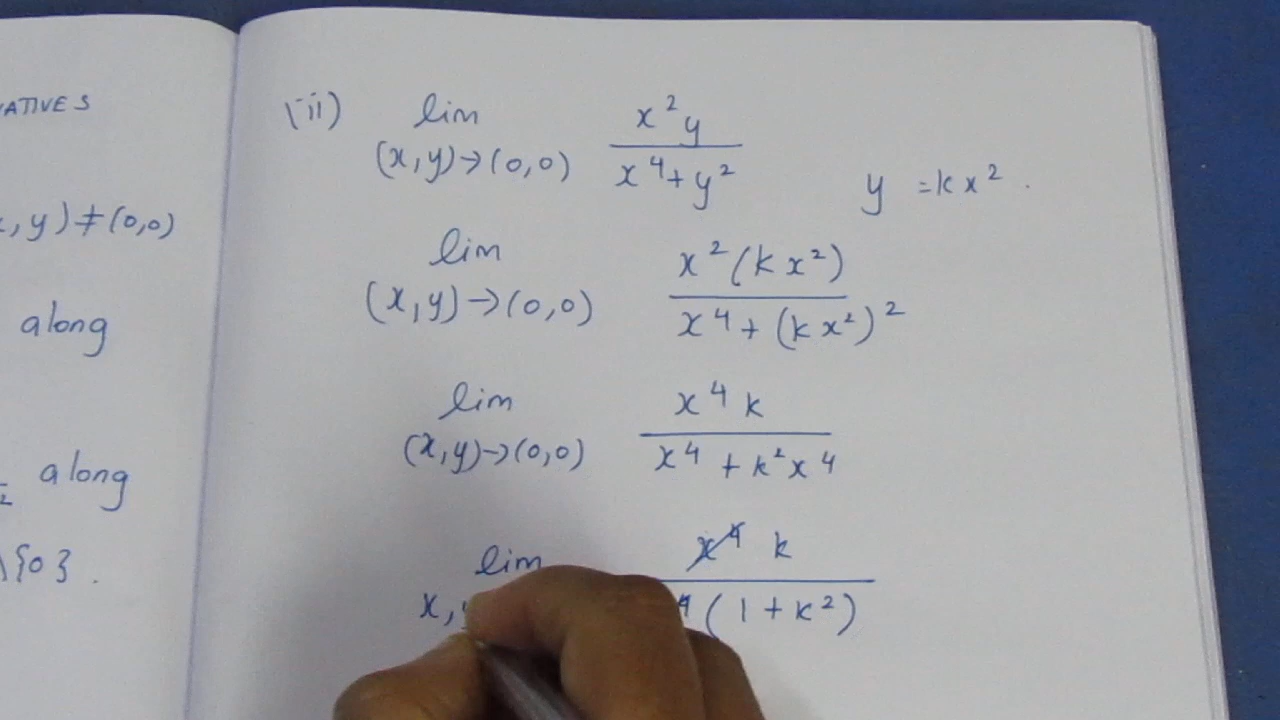 ATIVES
, y) ≠ (0,0)
along
along
\{0}.
(ii) lim (x,y)→(0,0) x²y / x⁴+y²
y = kx².
lim (x,y)→(0,0) x²(kx²) / x⁴+(kx²)²
lim (x,y)→(0,0) x⁴k / x⁴+k²x⁴
lim x, x⁴ k / ⁴(1+k²)